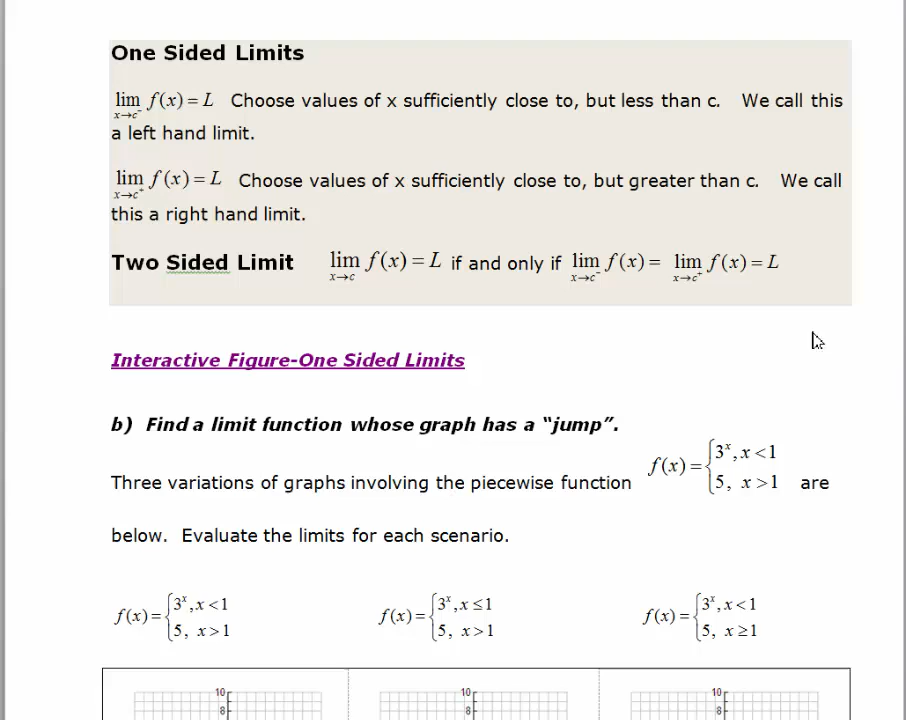 One Sided Limits
lim x→c⁻ f(x) = L Choose values of x sufficiently close to, but less than c. We call this
a left hand limit.
lim x→c⁺ f(x) = L Choose values of x sufficiently close to, but greater than c. We call
this a right hand limit.
Two Sided Limit lim x→c f(x) = L if and only if lim x→c⁻ f(x) = lim x→c⁺ f(x) = L
Interactive Figure-One Sided Limits
b) Find a limit function whose graph has a “jump”.
Three variations of graphs involving the piecewise function f(x) = {3ˣ, x < 1 5, x > 1 are
below. Evaluate the limits for each scenario.
f(x) = {3ˣ, x < 1 5, x > 1 f(x) = {3ˣ, x ≤ 1 5, x > 1 f(x) = {3ˣ, x < 1 5, x ≥ 1
10 10 10
8 8 8